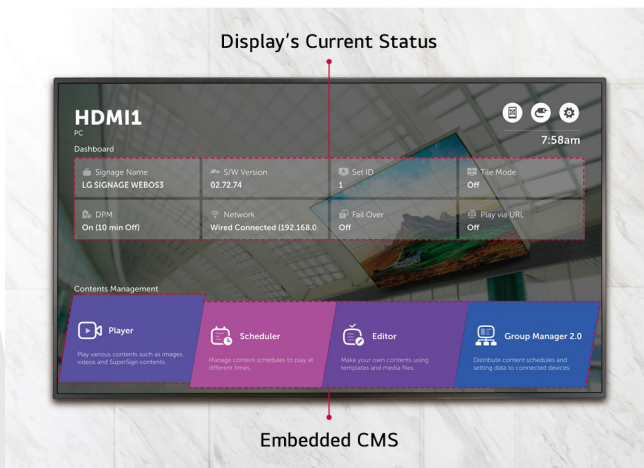 Display's Current Status
HDMI1
PC
Dashboard
7:58am
Signage Name
LG SIGNAGE WEBOS3
S/W Version
02.72.74
Set ID
1
Tile Mode
Off
DPM
On (10 min Off)
Network
Wired Connected (192.168.0.
Fail Over
Off
Play via URL
Off
Contents Management
Player
Play various contents such as images,
videos and SuperSign contents.
Scheduler
Manage content schedules to play at
different times.
Editor
Make your own contents using
templates and media files.
Group Manager 2.0
Distribute content schedules and
setting data to connected devices
Embedded CMS